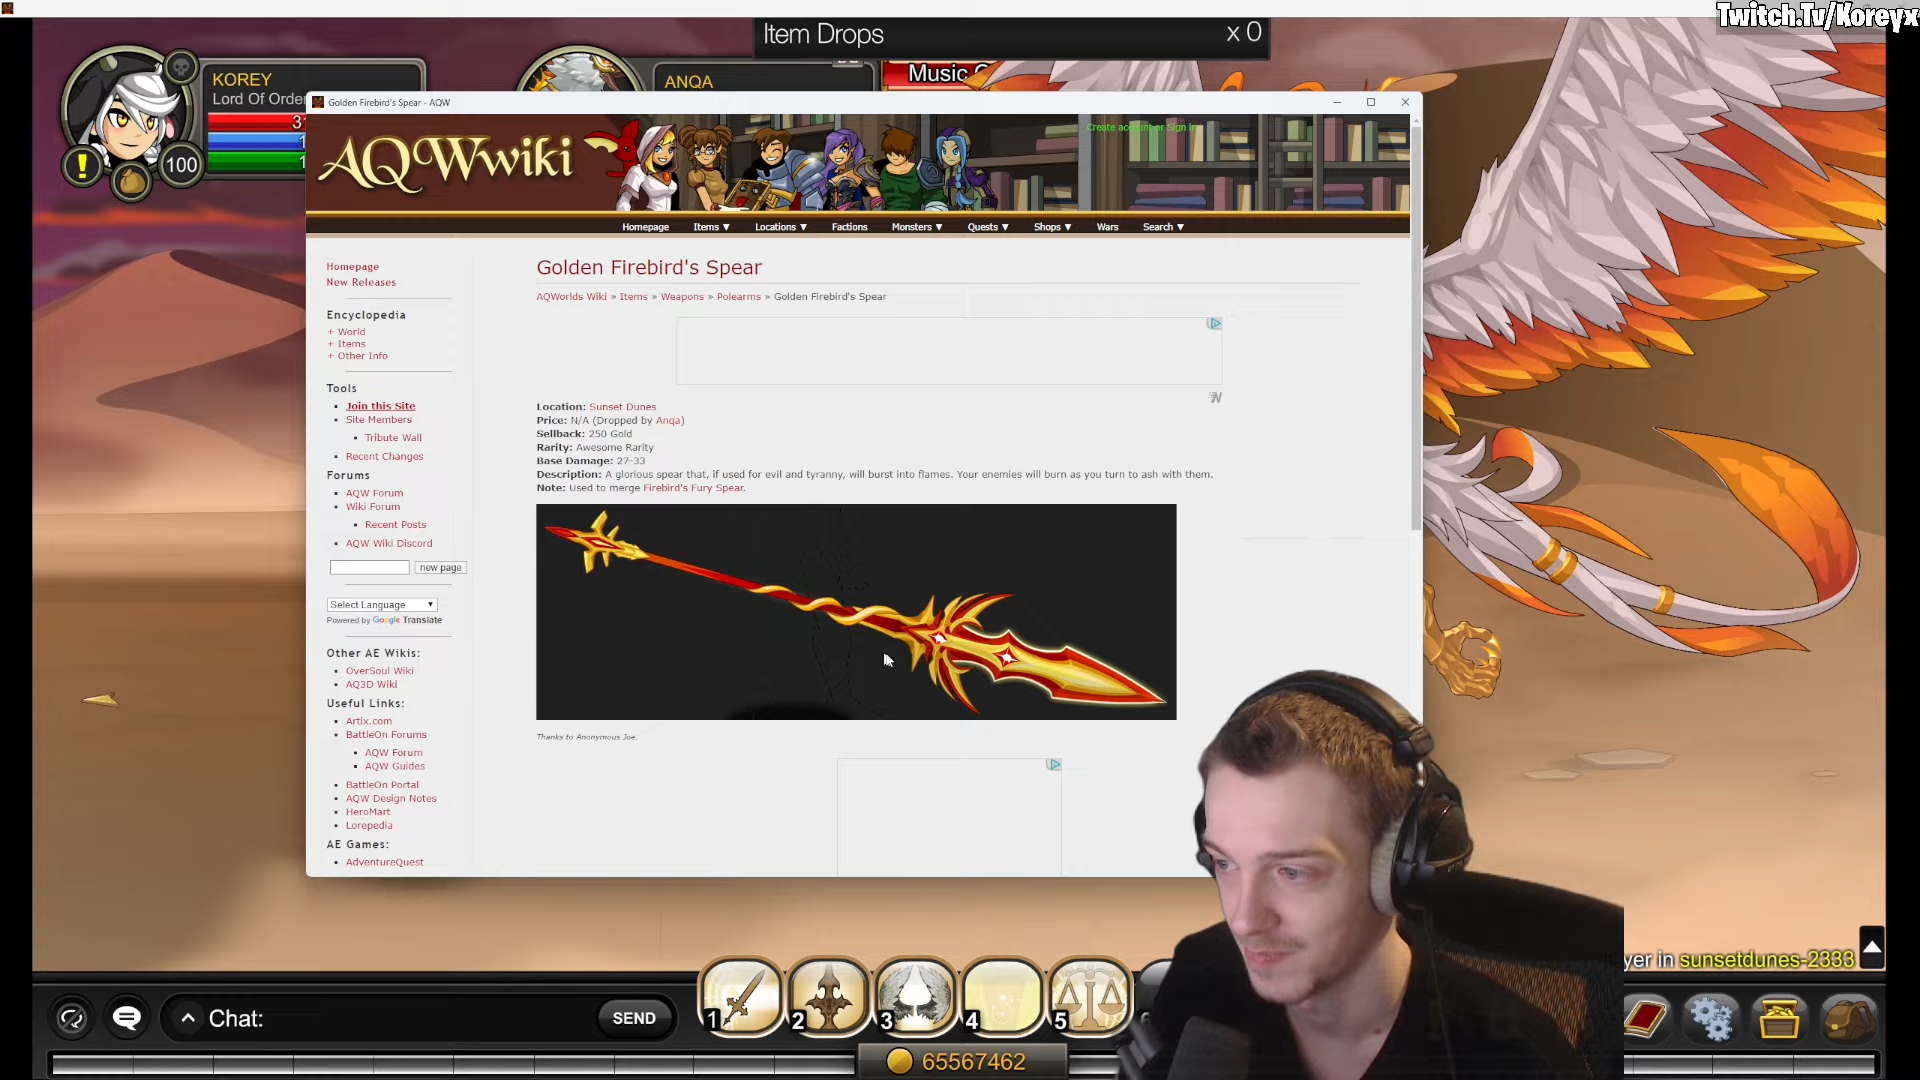 Twitch.Tv/Koreyx
Item Drops
x 0
KOREY
Lord Of Order
100
ANQA
Music
Golden Firebird's Spear - AQW
AQWwiki
Create account or Sign in
Homepage
Items ▼
Locations ▼
Factions
Monsters ▼
Quests ▼
Shops ▼
Wars
Search ▼
Homepage
New Releases
Encyclopedia
+ World
+ Items
+ Other Info
Tools
Join this Site
Site Members
Tribute Wall
Recent Changes
Forums
AQW Forum
Wiki Forum
Recent Posts
AQW Wiki Discord
new page
Select Language
Powered by Google Translate
Other AE Wikis:
OverSoul Wiki
AQ3D Wiki
Useful Links:
Artix.com
BattleOn Forums
AQW Forum
AQW Guides
BattleOn Portal
AQW Design Notes
HeroMart
Lorepedia
AE Games:
AdventureQuest
Golden Firebird's Spear
AQWorlds Wiki » Items » Weapons » Polearms » Golden Firebird's Spear
Location: Sunset Dunes
Price: N/A (Dropped by Anqa)
Sellback: 250 Gold
Rarity: Awesome Rarity
Base Damage: 27-33
Description: A glorious spear that, if used for evil and tyranny, will burst into flames. Your enemies will burn as you turn to ash with them.
Note: Used to merge Firebird's Fury Spear.
Thanks to Anonymous Joe.
yer in sunsetdunes-2333
Chat:
SEND
1
2
3
4
5
65567462